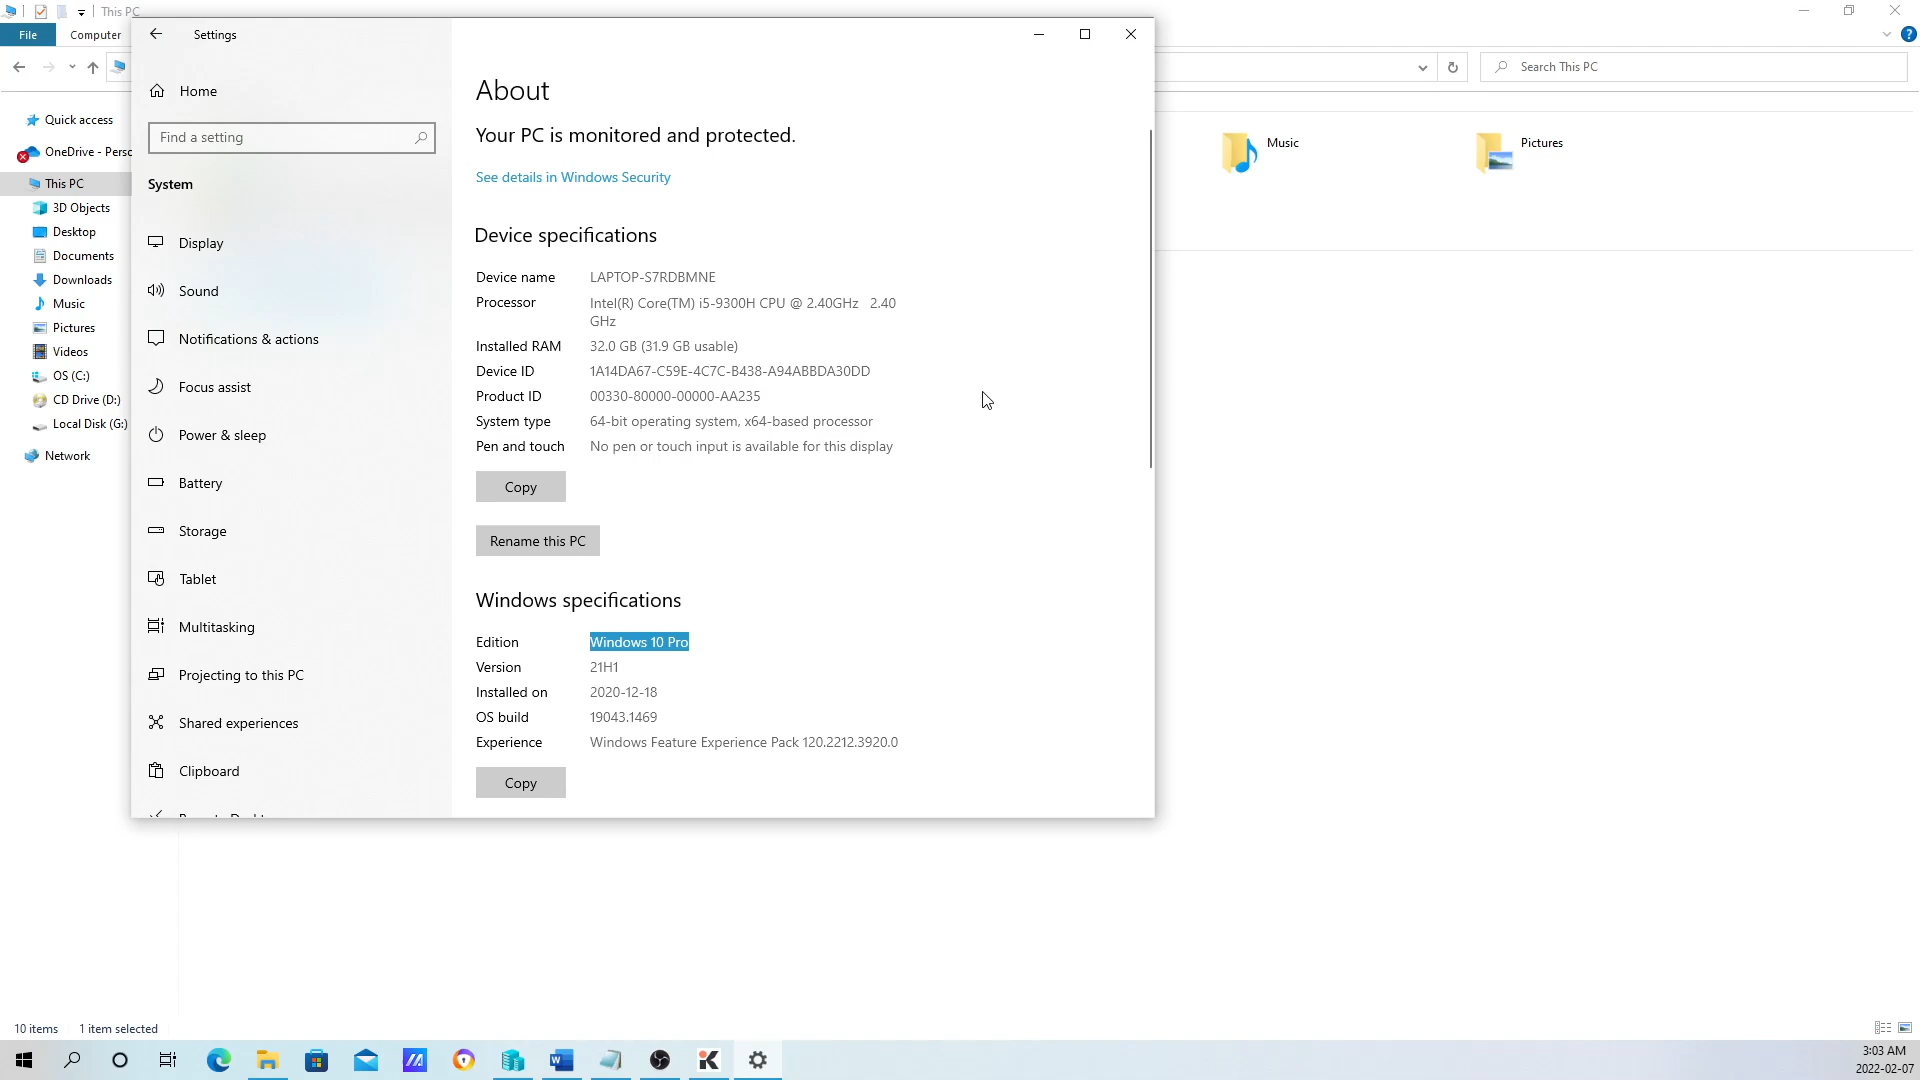 This PC
File
Computer
Search This PC
Quick access
OneDrive - Perso
This PC
3D Objects
Desktop
Documents
Downloads
Music
Pictures
Videos
OS (C:)
CD Drive (D:)
Local Disk (G:)
Network
Settings
Home
Find a setting
System
Display
Sound
Notifications & actions
Focus assist
Power & sleep
Battery
Storage
Tablet
Multitasking
Projecting to this PC
Shared experiences
Clipboard
About
Your PC is monitored and protected.
See details in Windows Security
Device specifications
Device name LAPTOP-S7RDBMNE
Processor Intel(R) Core(TM) i5-9300H CPU @ 2.40GHz 2.40
GHz
Installed RAM 32.0 GB (31.9 GB usable)
Device ID 1A14DA67-C59E-4C7C-B438-A94ABBDA30DD
Product ID 00330-80000-00000-AA235
System type 64-bit operating system, x64-based processor
Pen and touch No pen or touch input is available for this display
Copy
Rename this PC
Windows specifications
Edition Windows 10 Pro
Version 21H1
Installed on 2020-12-18
OS build 19043.1469
Experience Windows Feature Experience Pack 120.2212.3920.0
Copy
Music
Pictures
10 items 1 item selected
3:03 AM
2022-02-07